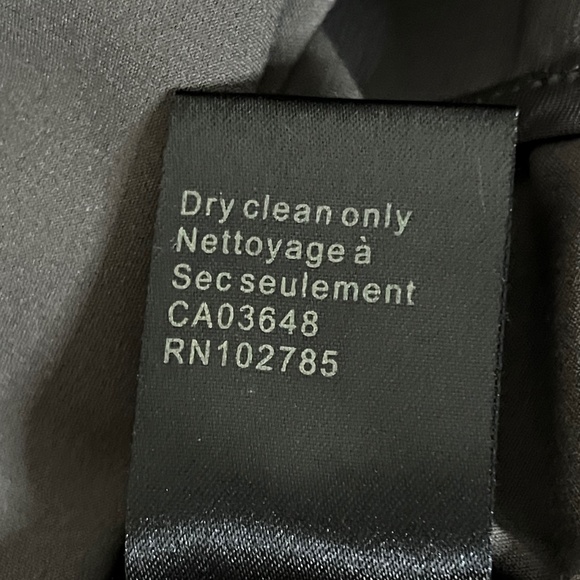 Dry clean only
Nettoyage à
Sec seulement
CA03648
RN102785